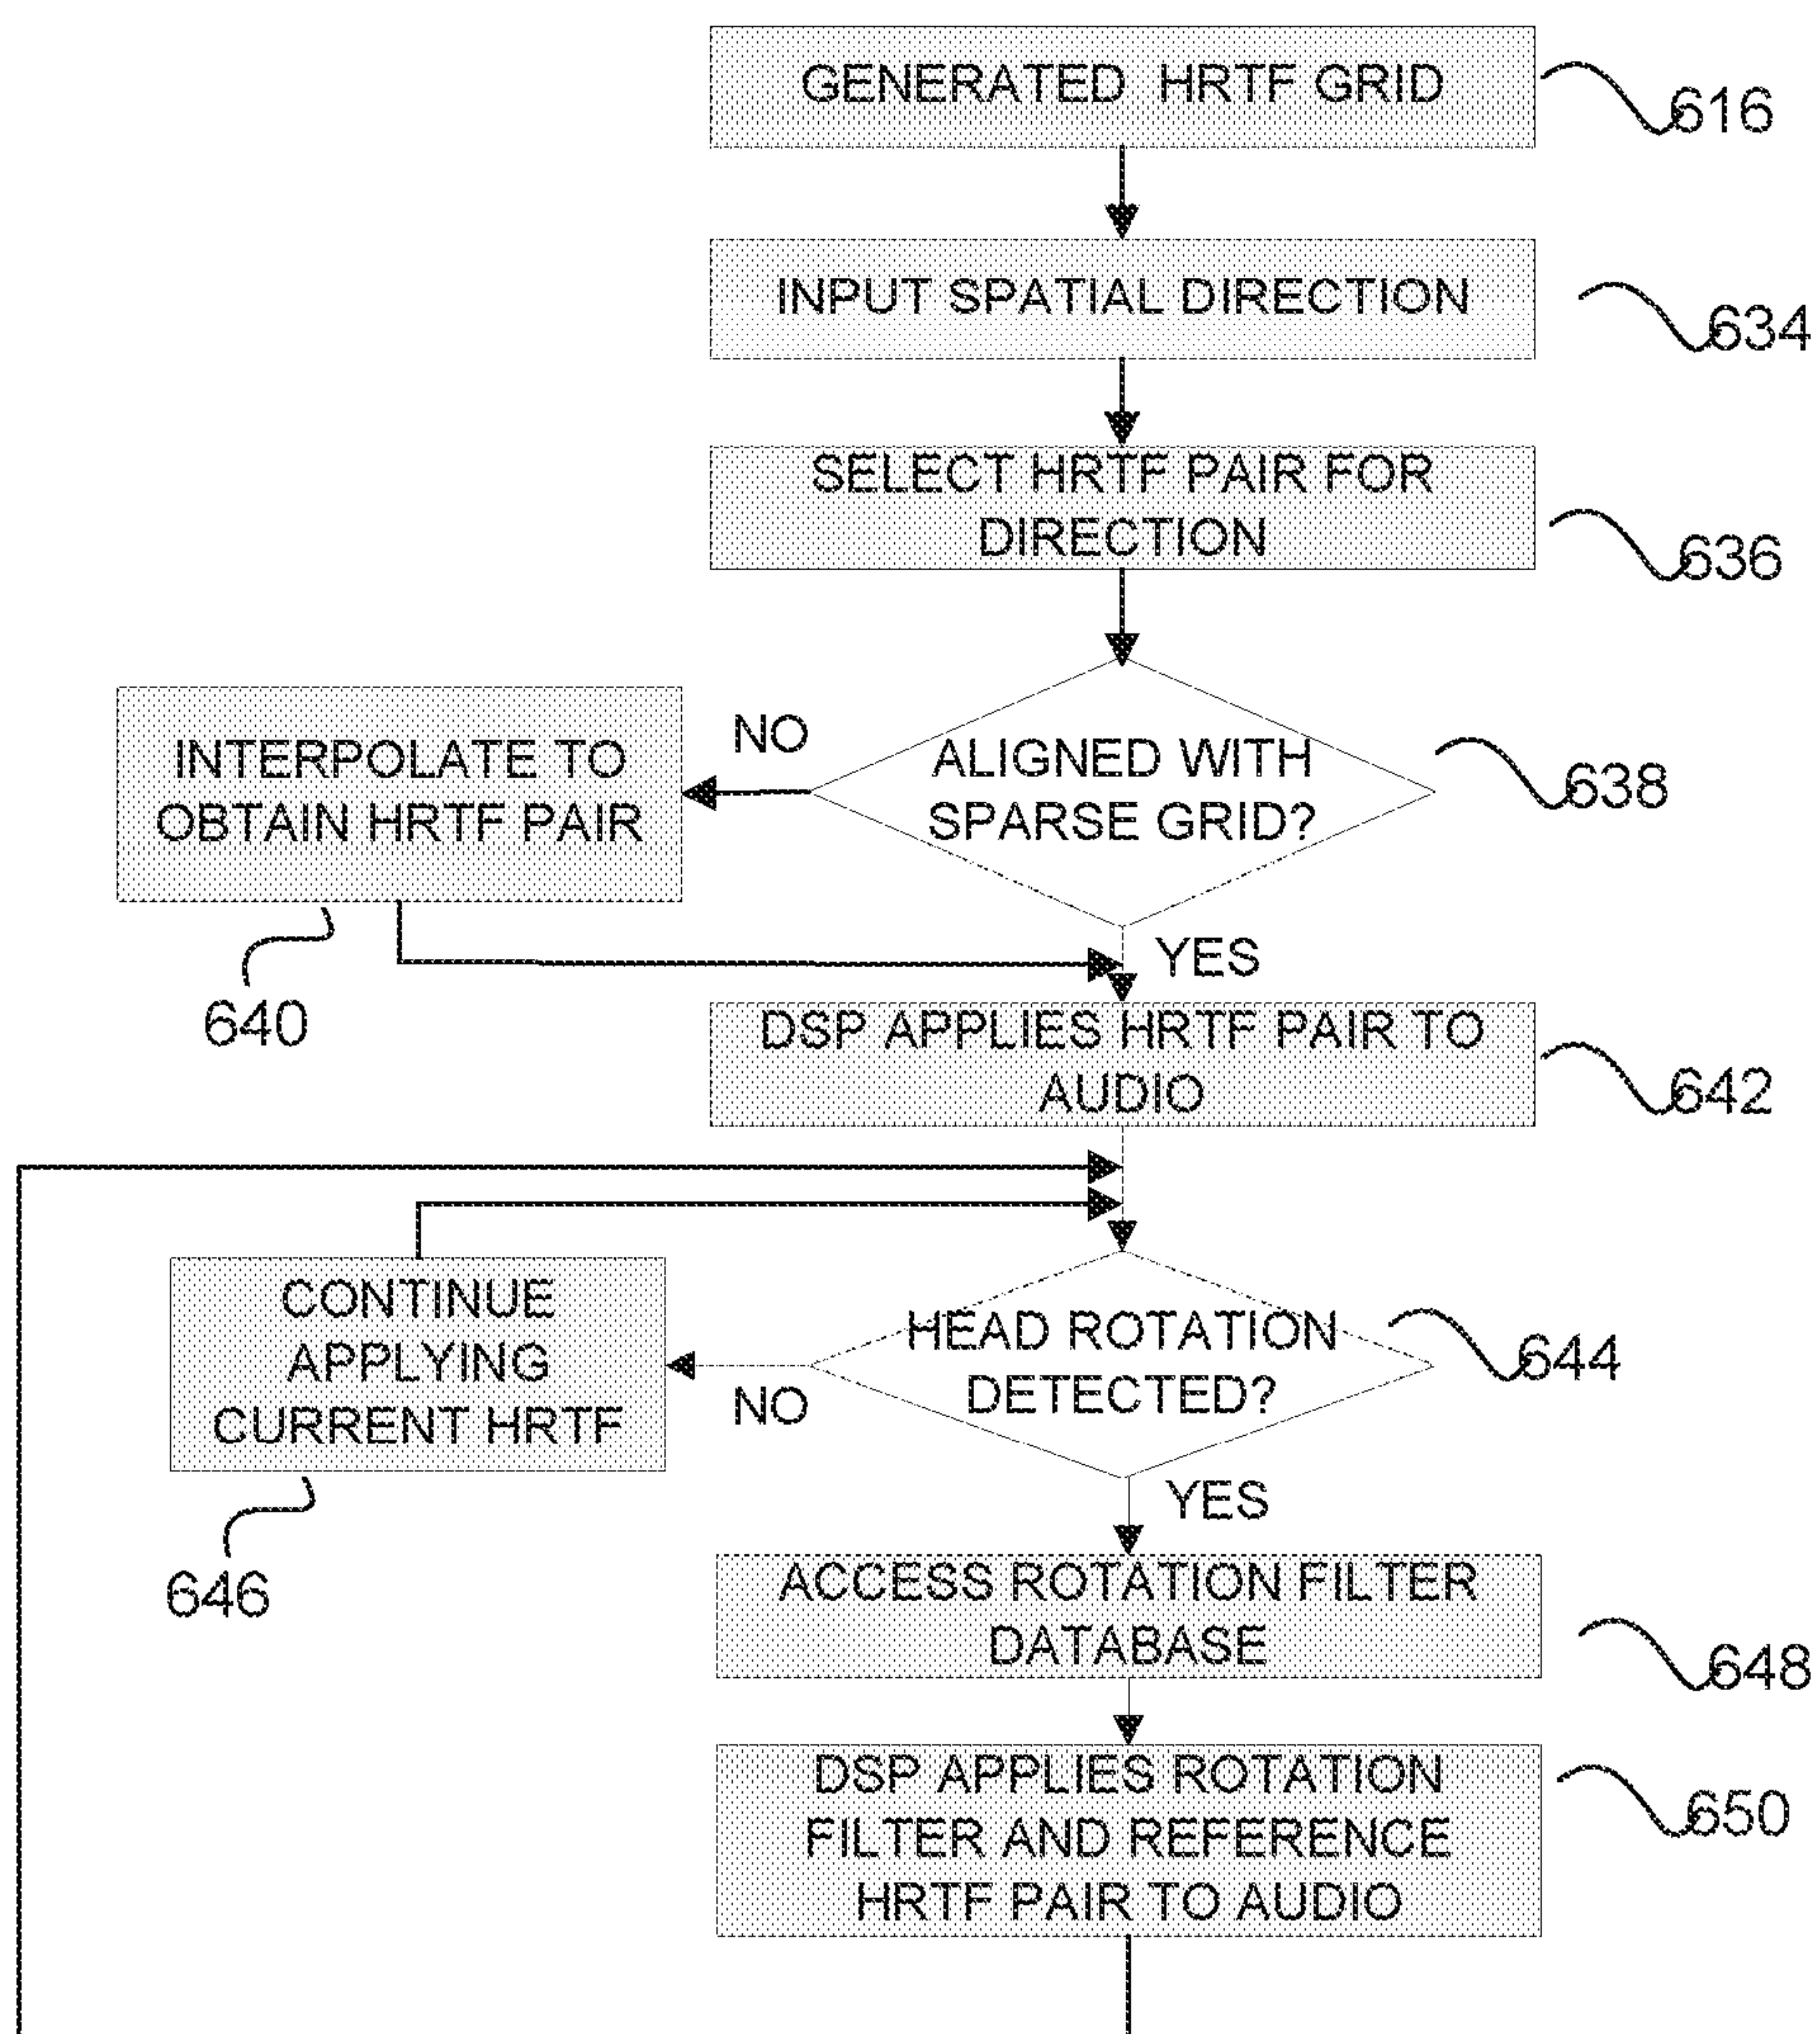 GENERATED HRTF GRID
616
INPUT SPATIAL DIRECTION
634
SELECT HRTF PAIR FOR
DIRECTION
636
ALIGNED WITH
SPARSE GRID?
638
NO
INTERPOLATE TO
OBTAIN HRTF PAIR
640
YES
DSP APPLIES HRTF PAIR TO
AUDIO
642
HEAD ROTATION
DETECTED?
644
NO
CONTINUE
APPLYING
CURRENT HRTF
646
YES
ACCESS ROTATION FILTER
DATABASE
648
DSP APPLIES ROTATION
FILTER AND REFERENCE
HRTF PAIR TO AUDIO
650